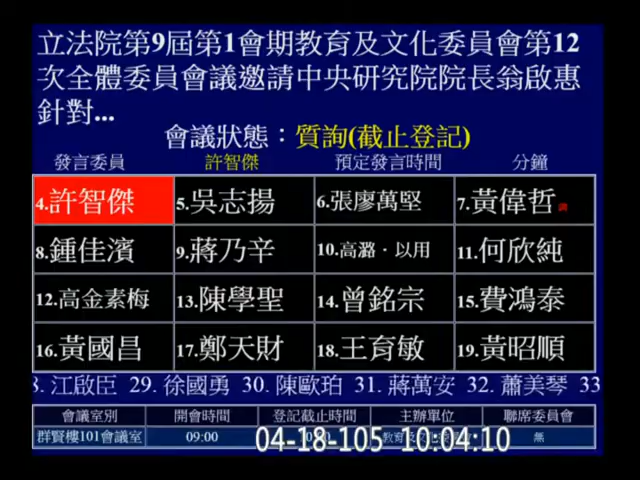 立法院第9屆第1會期教育及文化委員會第12
次全體委員會議邀請中央研究院院長翁啟惠
針對...
會議狀態：質詢(截止登記)
發言委員 許智傑 預定發言時間 分鐘
4.許智傑 5.吳志揚 6.張廖萬堅 7.黃偉哲
8.鍾佳濱 9.蔣乃辛 10.高潞．以用 11.何欣純
12.高金素梅 13.陳學聖 14.曾銘宗 15.費鴻泰
16.黃國昌 17.鄭天財 18.王育敏 19.黃昭順
8. 江啟臣 29. 徐國勇 30. 陳歐珀 31. 蔣萬安 32. 蕭美琴 33
會議室別 開會時間 登記截止時間 主辦單位 聯席委員會
群賢樓101會議室 09:00 教育及文化委員會 無
04-18-105 10:04:10